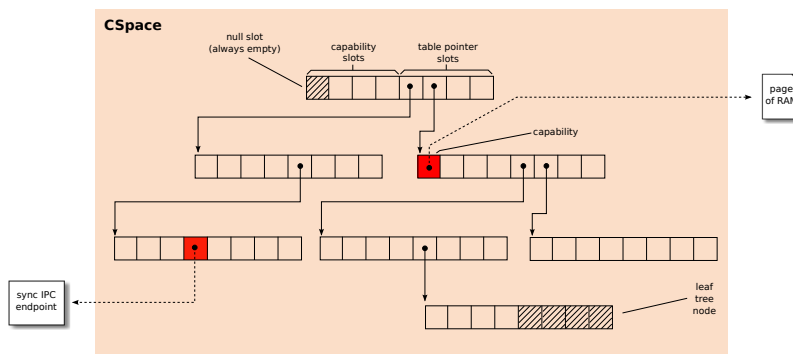 CSpace
null slot
(always empty)
capability
slots
table pointer
slots
page
of RAM
capability
sync IPC
endpoint
leaf
tree
node